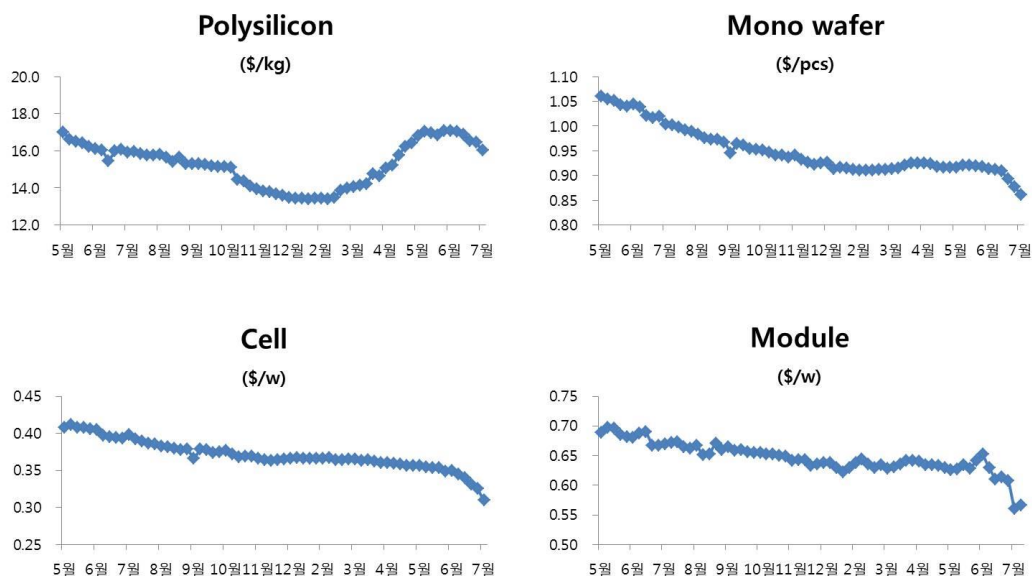 Polysilicon
($/kg)
20.0
18.0
16.0
14.0
12.0
5월 6월 7월 8월 9월 10월 11월 12월 2월 3월 4월 5월 6월 7월
Mono wafer
($/pcs)
1.10
1.05
1.00
0.95
0.90
0.85
0.80
5월 6월 7월 8월 9월 10월 11월 12월 2월 3월 4월 5월 6월 7월
Cell
($/w)
0.45
0.40
0.35
0.30
0.25
5월 6월 7월 8월 9월 10월 11월 12월 2월 3월 4월 5월 6월 7월
Module
($/w)
0.75
0.70
0.65
0.60
0.55
0.50
5월 6월 7월 8월 9월 10월 11월 12월 2월 3월 4월 5월 6월 7월